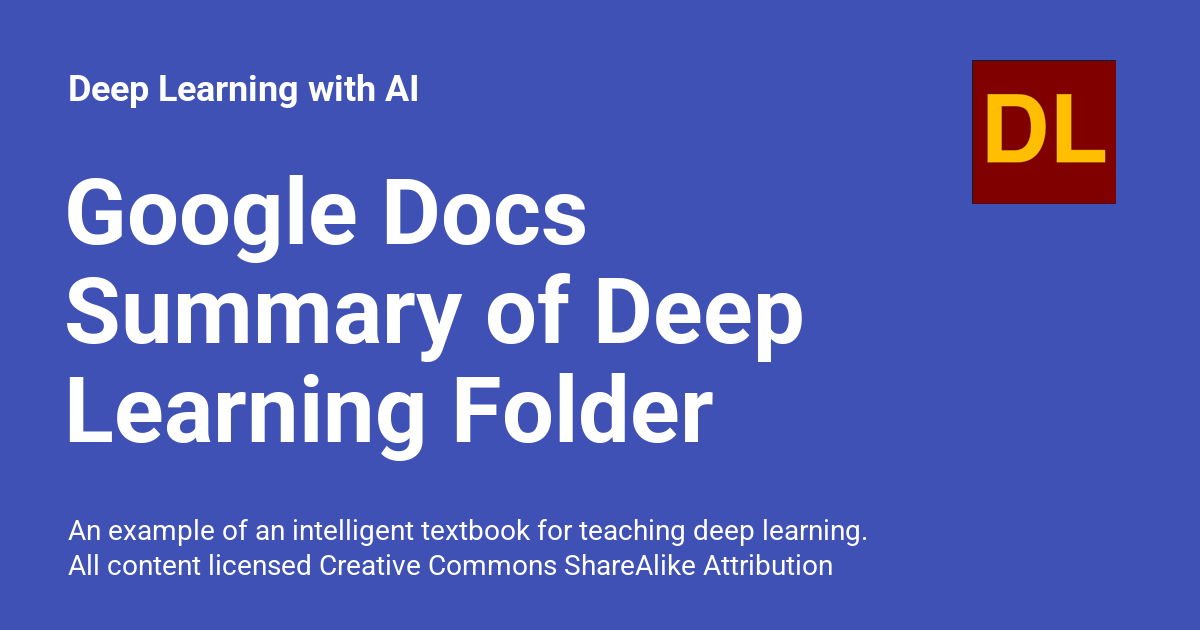 Deep Learning with AI
DL
Google Docs
Summary of Deep
Learning Folder
An example of an intelligent textbook for teaching deep learning.
All content licensed Creative Commons ShareAlike Attribution